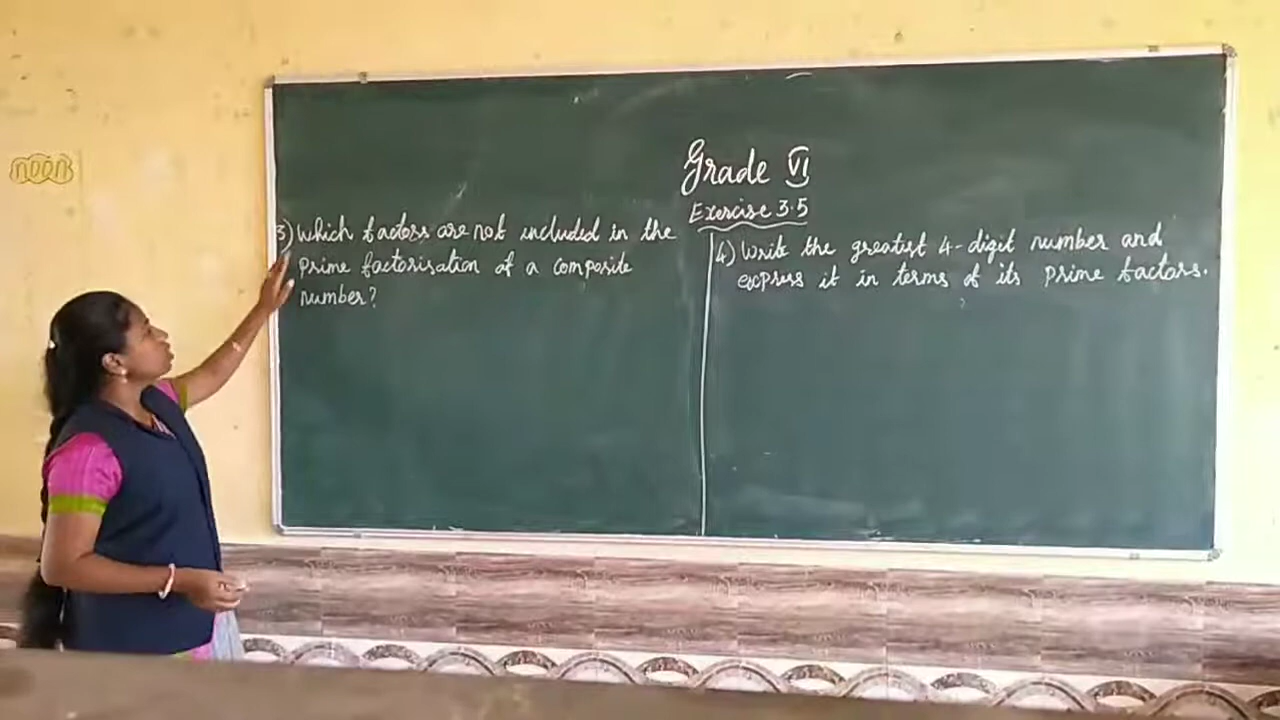 Grade VI
Exercise 3.5
3) Which factors are not included in the
Prime factorisation of a composite
number?
4) Write the greatest 4-digit number and
express it in terms of its prime factors.
noon